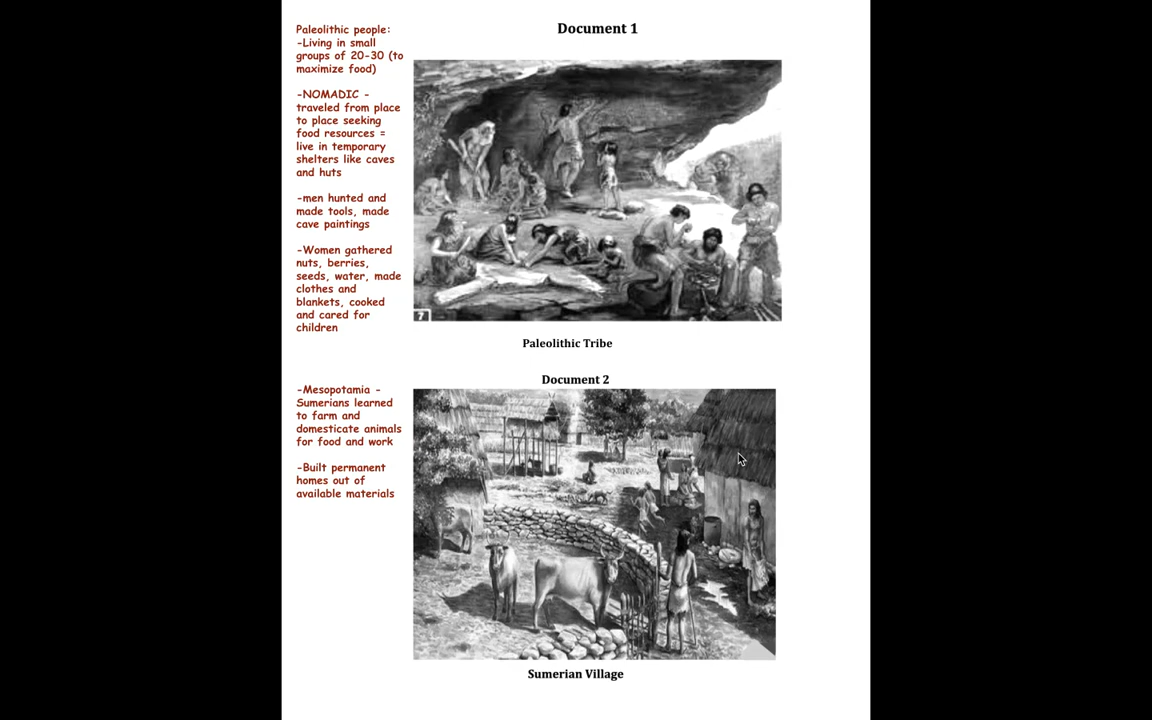 Document 1
Paleolithic people:
-Living in small
groups of 20-30 (to
maximize food)
-NOMADIC -
traveled from place
to place seeking
food resources =
live in temporary
shelters like caves
and huts
-men hunted and
made tools, made
cave paintings
-Women gathered
nuts, berries,
seeds, water, made
clothes and
blankets, cooked
and cared for
children
7
Paleolithic Tribe
Document 2
-Mesopotamia -
Sumerians learned
to farm and
domesticate animals
for food and work
-Built permanent
homes out of
available materials
Sumerian Village